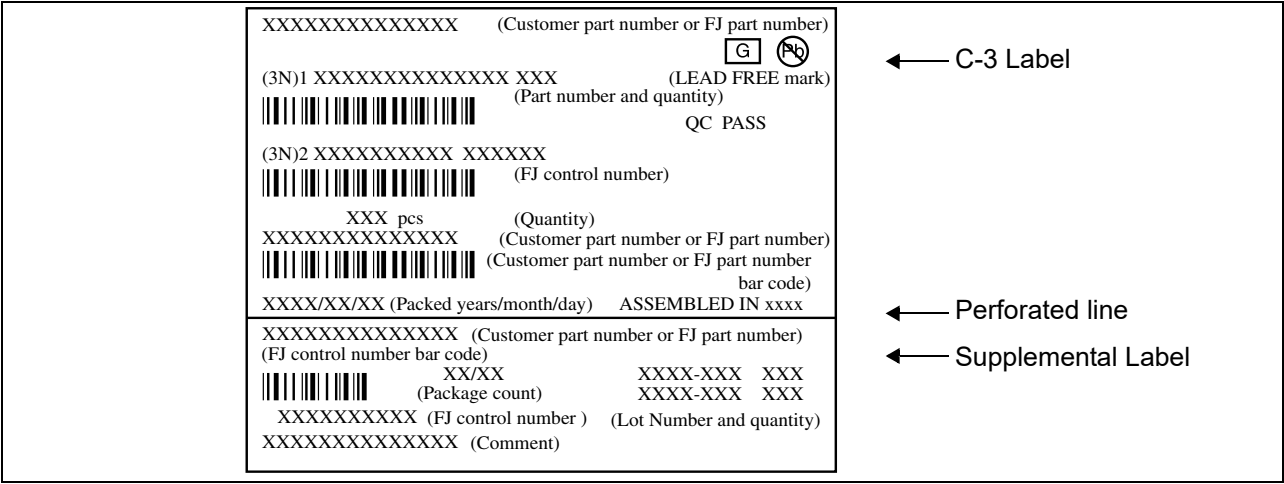 XXXXXXXXXXXXXX (Customer part number or FJ part number)
G Pb
C-3 Label
(3N)1 XXXXXXXXXXXXXX XXX (LEAD FREE mark)
(Part number and quantity)
QC PASS
(3N)2 XXXXXXXXXX XXXXXX
(FJ control number)
XXX pcs (Quantity)
XXXXXXXXXXXXXX (Customer part number or FJ part number)
(Customer part number or FJ part number
bar code)
XXXX/XX/XX (Packed years/month/day) ASSEMBLED IN xxxx
Perforated line
XXXXXXXXXXXXXX (Customer part number or FJ part number)
(FJ control number bar code)
Supplemental Label
XX/XX XXXX-XXX XXX
(Package count) XXXX-XXX XXX
XXXXXXXXXX (FJ control number ) (Lot Number and quantity)
XXXXXXXXXXXXXX (Comment)